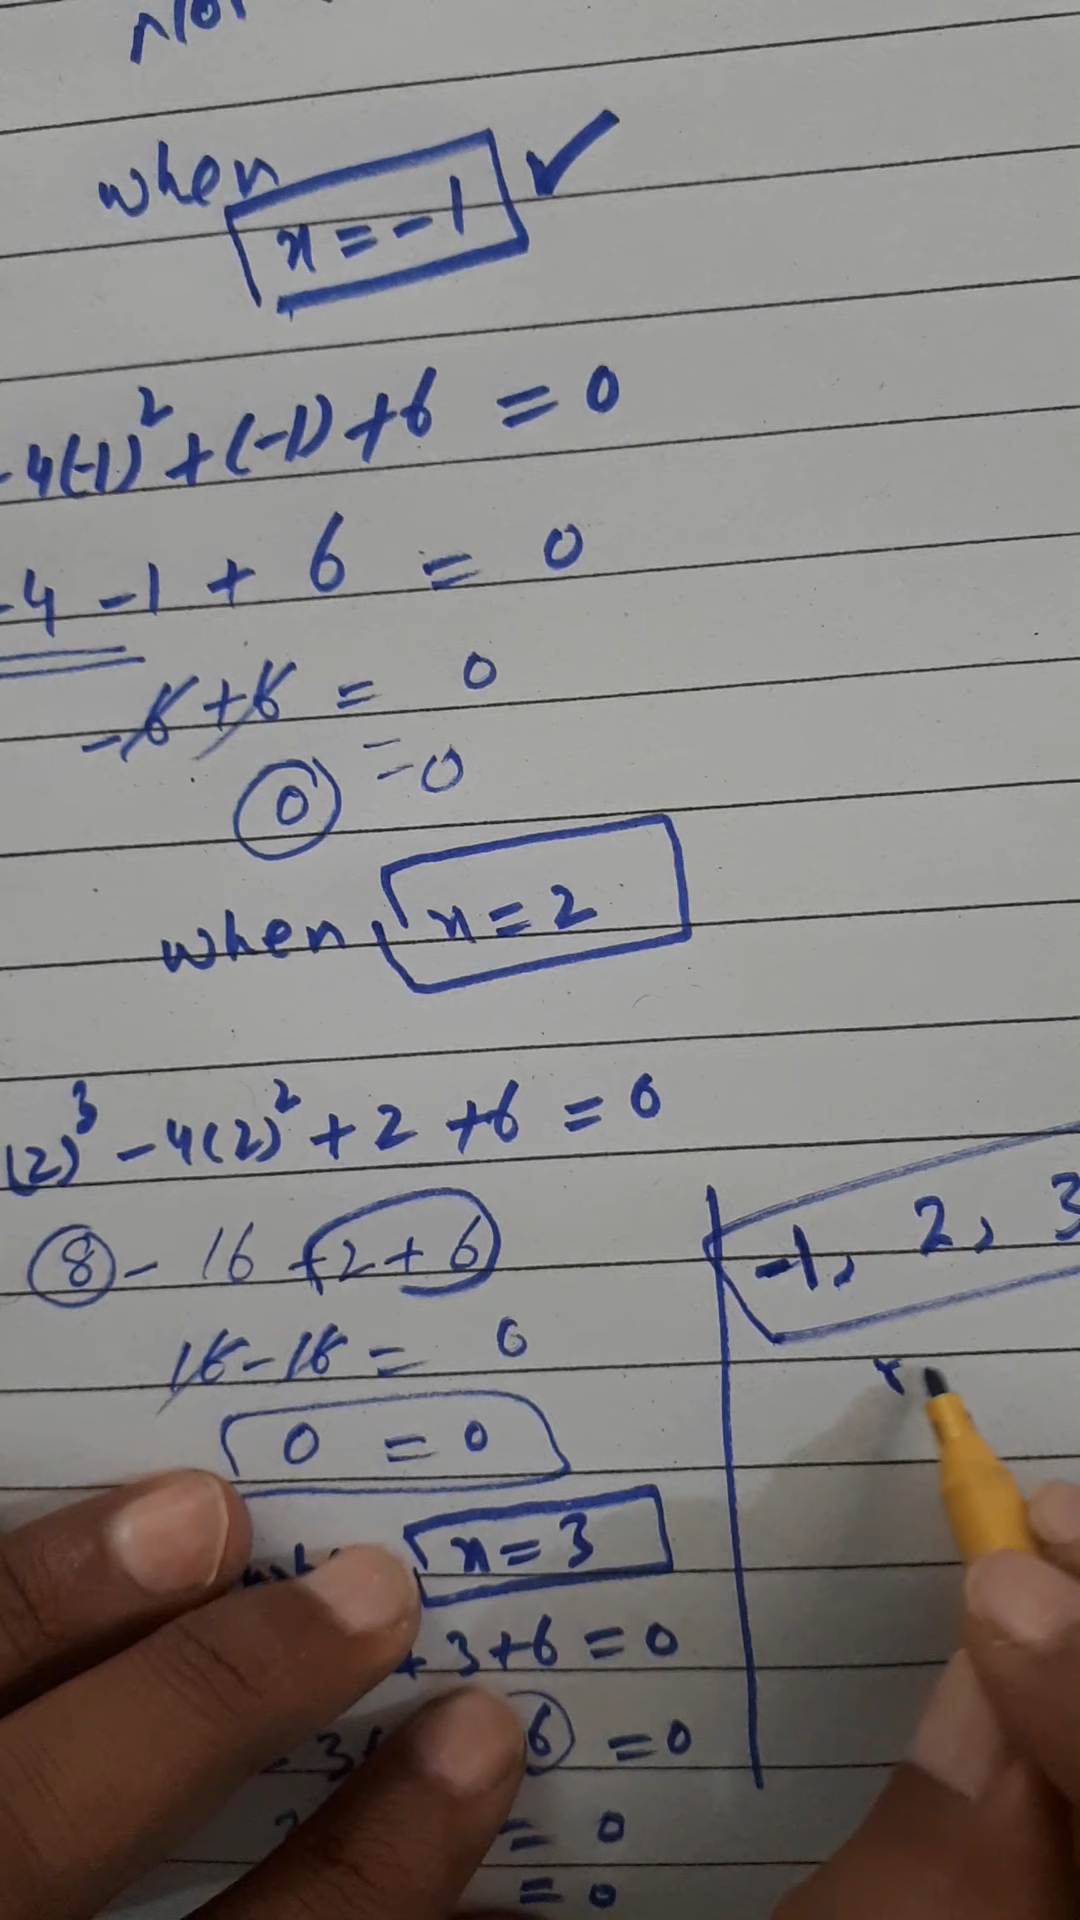 when
x = -1 ✓
-4(-1)² + (-1) + 6 = 0
-4 -1 + 6 = 0
-6 + 6 = 0
0 = 0
when x = 2
(2)³ - 4(2)² + 2 + 6 = 0
8 - 16 + 2 + 6
16 - 16 = 0
0 = 0
-1, 2, 3
x = 3
+ 3 + 6 = 0
6 = 0
= 0
= 0